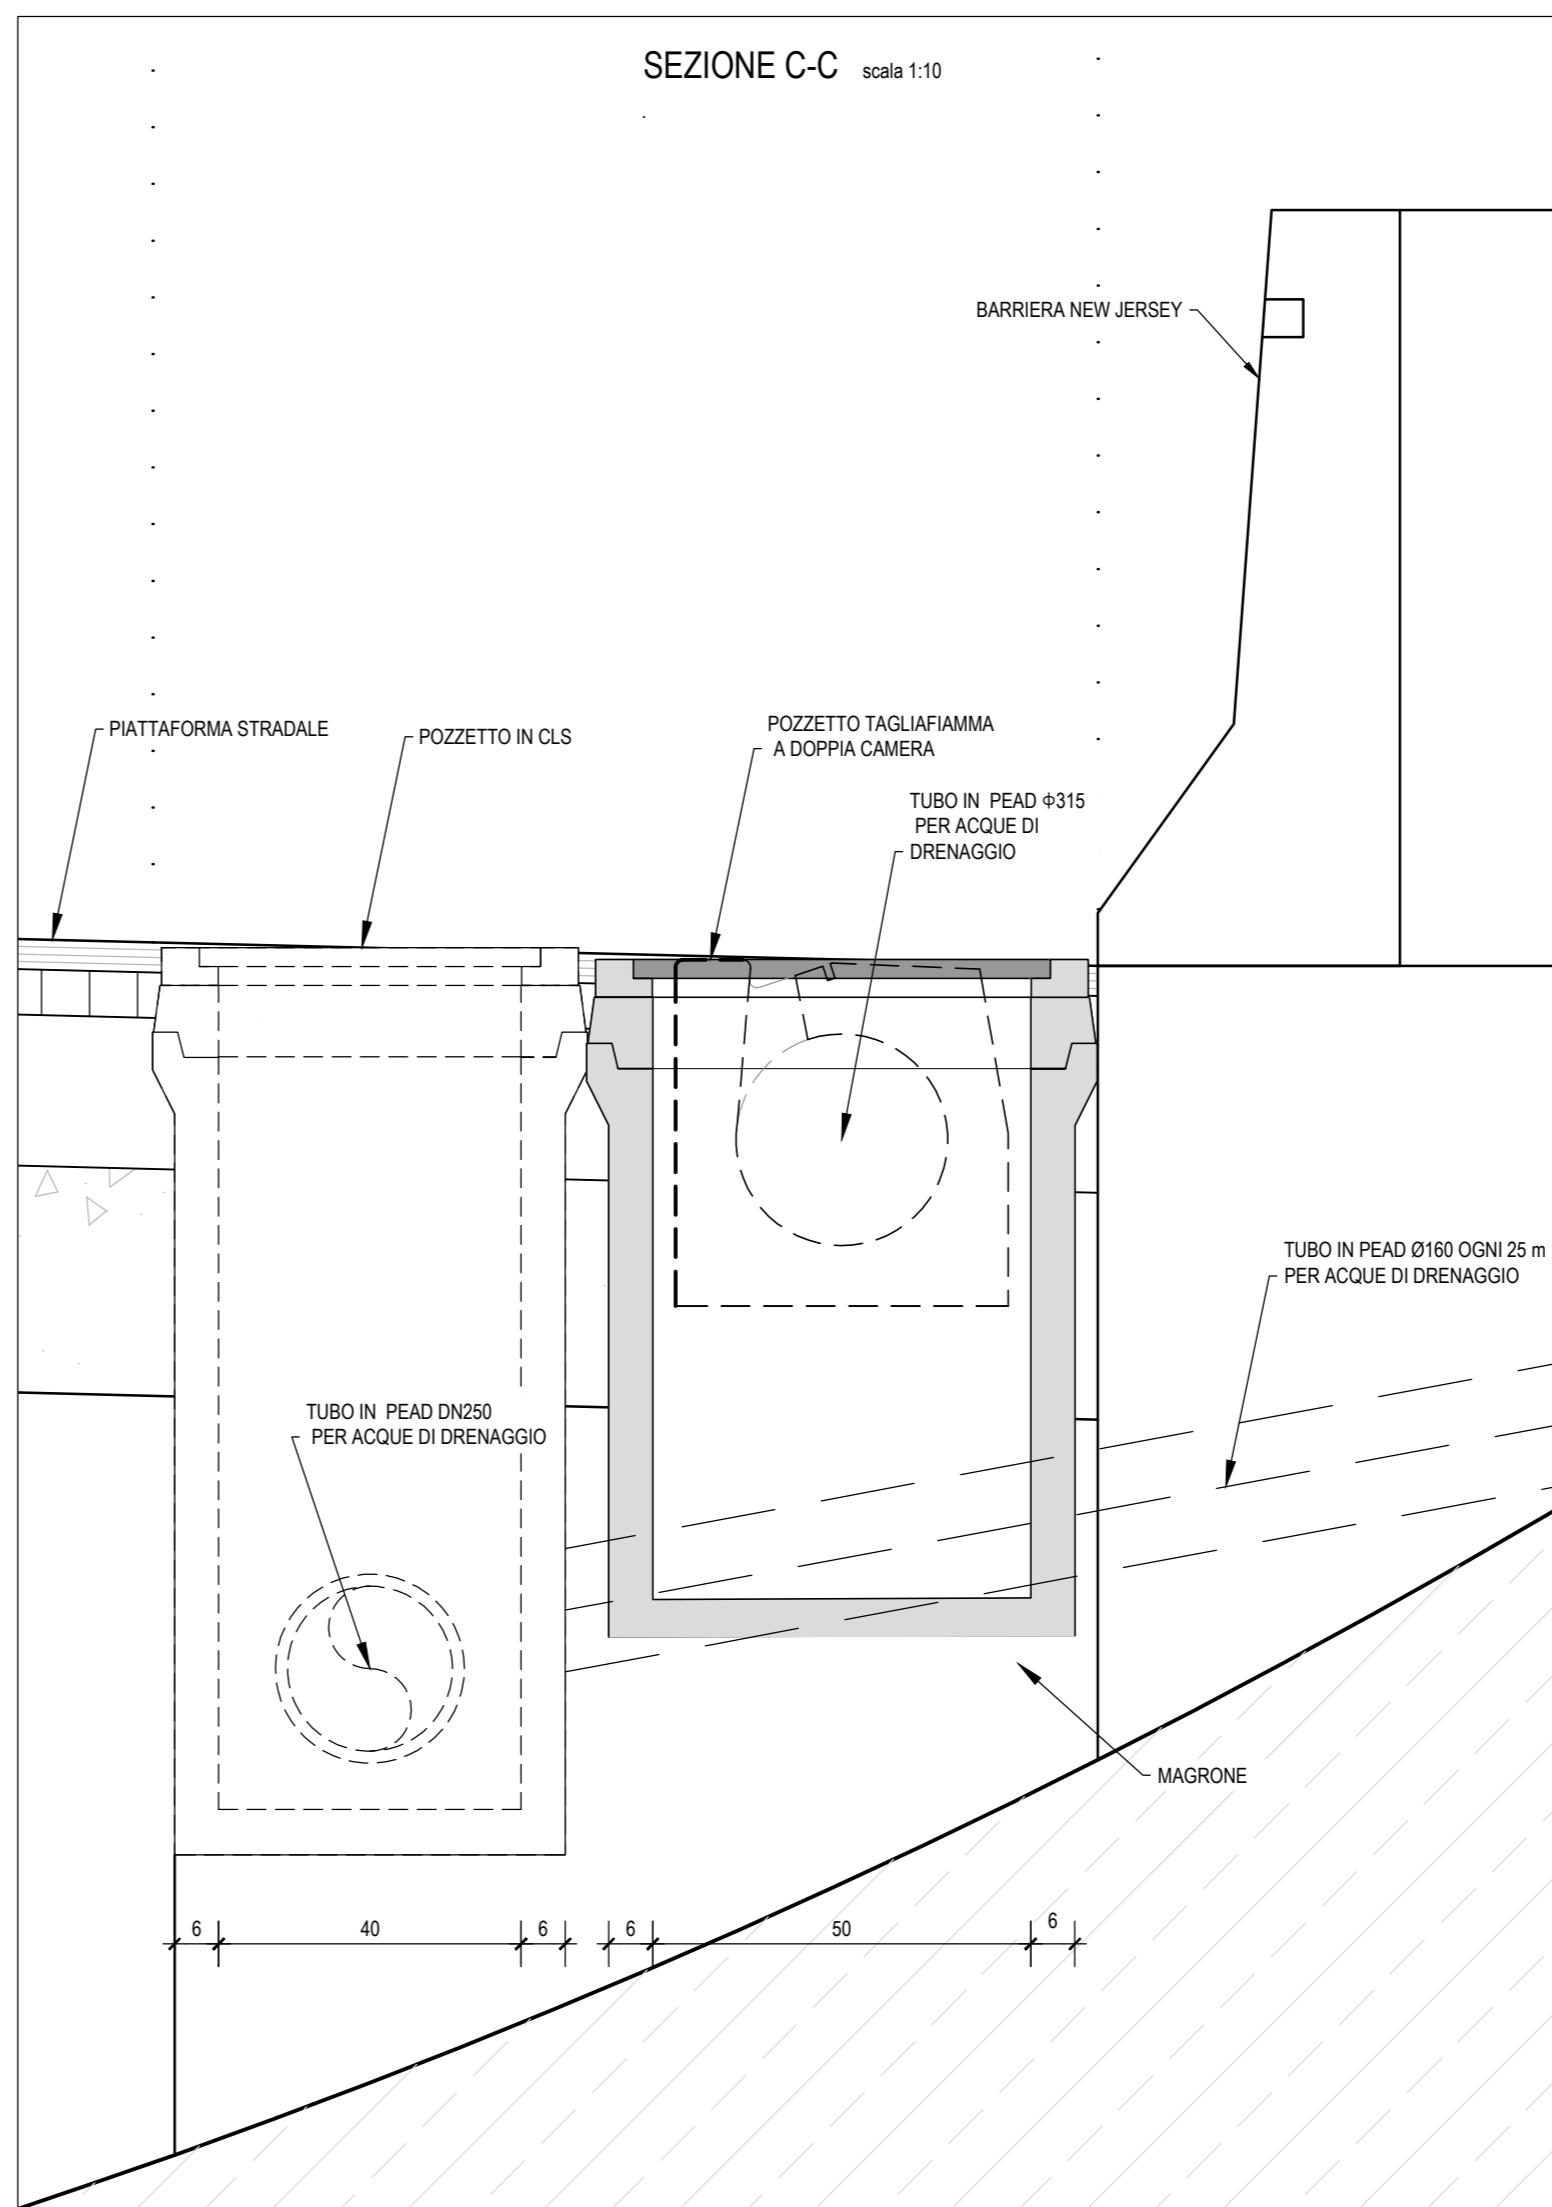 SEZIONE C-C scala 1:10
BARRIERA NEW JERSEY
PIATTAFORMA STRADALE
POZZETTO IN CLS
POZZETTO TAGLIAFIAMMA
A DOPPIA CAMERA
TUBO IN PEAD Φ315
PER ACQUE DI
DRENAGGIO
TUBO IN PEAD Ø160 OGNI 25 m
PER ACQUE DI DRENAGGIO
TUBO IN PEAD DN250
PER ACQUE DI DRENAGGIO
MAGRONE
6 40 6 6 50 6